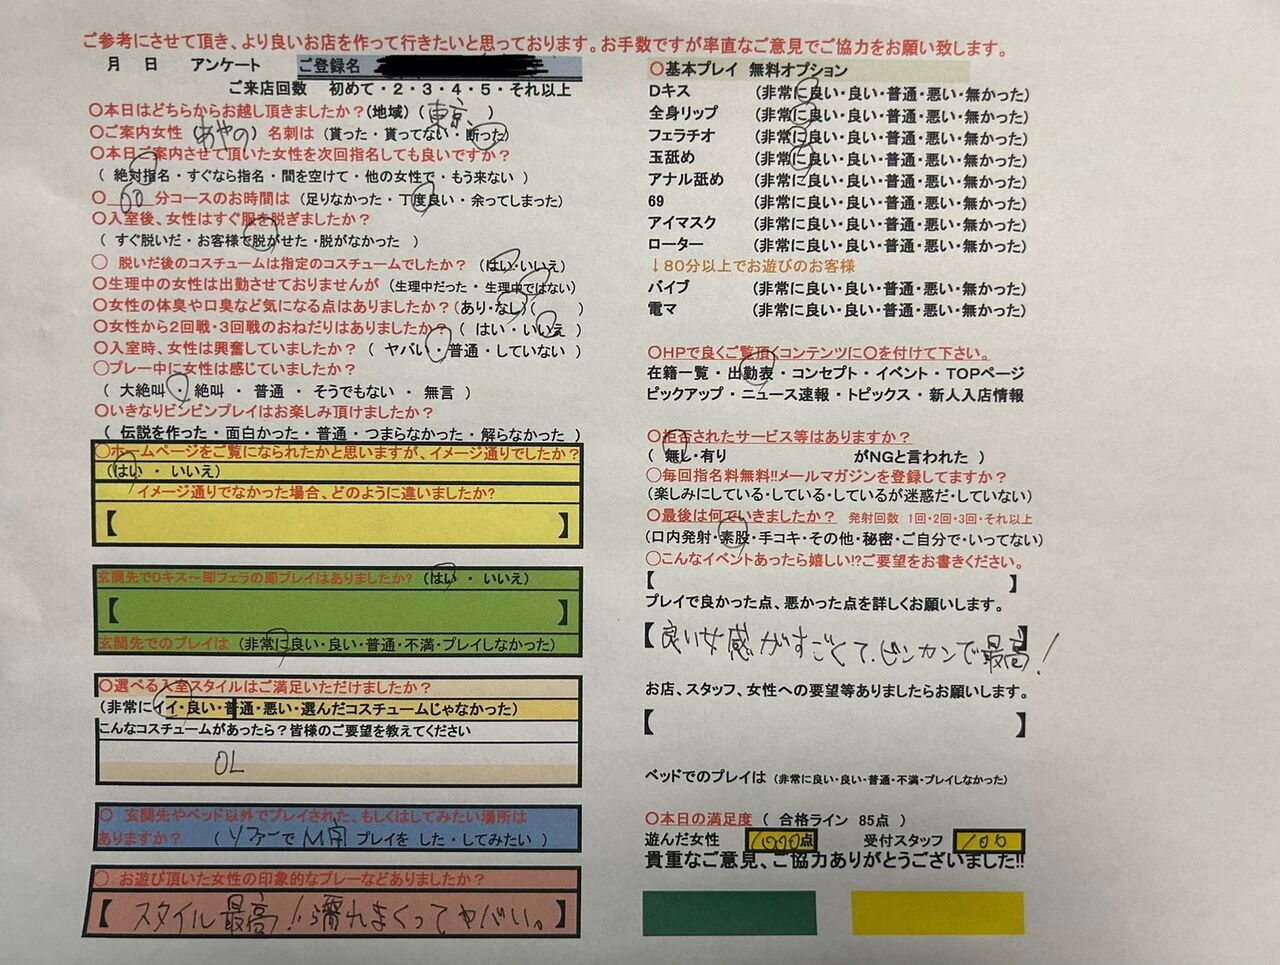 ご参考にさせて頂き、より良いお店を作って行きたいと思っております。お手数ですが率直なご意見でご協力をお願い致します。
月　日　アンケート　ご登録名
ご来店回数　初めて・2・3・4・5・それ以上
〇本日はどちらからお越し頂きましたか?(地域) ( 東京 )
〇ご案内女性 あやの ) 名刺は (貰った・貰ってない・断った)
〇本日ご案内させて頂いた女性を次回指名しても良いですか?
( 絶対指名・すぐなら指名・間を空けて・他の女性で・もう来ない )
〇 60 分コースのお時間は (足りなかった・丁度良い・余ってしまった)
〇入室後、女性はすぐ服を脱ぎましたか?
( すぐ脱いだ・お客様で脱がせた・脱がなかった )
〇 脱いだ後のコスチュームは指定のコスチュームでしたか? (はい・いいえ)
〇生理中の女性は出勤させておりませんが (生理中だった・生理中ではない)
〇女性の体臭や口臭など気になる点はありましたか?(あり・なし)( )
〇女性から2回戦・3回戦のおねだりはありましたか? ( はい・いいえ )
〇入室時、女性は興奮していましたか? ( ヤバい・普通・していない )
〇プレー中に女性は感じていましたか?
( 大絶叫・絶叫・普通・そうでもない・無言 )
〇いきなりビンビンプレイはお楽しみ頂けましたか?
( 伝説を作った・面白かった・普通・つまらなかった・解らなかった )
〇ホームページをご覧になられたかと思いますが、イメージ通りでしたか?
(はい ・ いいえ)
イメージ通りでなかった場合、どのように違いましたか?
【 】
玄関先でDキス～即フェラの即プレイはありましたか? (はい ・ いいえ)
【 】
玄関先でのプレイは (非常に良い・良い・普通・不満・プレイしなかった)
〇選べる入室スタイルはご満足いただけましたか?
(非常にイイ・良い・普通・悪い・選んだコスチュームじゃなかった)
こんなコスチュームがあったら?皆様のご要望を教えてください
OL
〇 玄関先やベッド以外でプレイされた、もしくはしてみたい場所は
ありますか? ( ソファーで M字 プレイを した・してみたい )
〇 お遊び頂いた女性の印象的なプレーなどありましたか?
【 スタイル最高!!濡れまくってヤバい。 】
〇基本プレイ 無料オプション
Dキス (非常に良い・良い・普通・悪い・無かった)
全身リップ (非常に良い・良い・普通・悪い・無かった)
フェラチオ (非常に良い・良い・普通・悪い・無かった)
玉舐め (非常に良い・良い・普通・悪い・無かった)
アナル舐め (非常に良い・良い・普通・悪い・無かった)
69 (非常に良い・良い・普通・悪い・無かった)
アイマスク (非常に良い・良い・普通・悪い・無かった)
ローター (非常に良い・良い・普通・悪い・無かった)
↓80分以上でお遊びのお客様
バイブ (非常に良い・良い・普通・悪い・無かった)
電マ (非常に良い・良い・普通・悪い・無かった)
〇HPで良くご覧頂くコンテンツに〇を付けて下さい。
在籍一覧・出勤表・コンセプト・イベント・TOPページ
ピックアップ・ニュース速報・トピックス・新人入店情報
〇拒否されたサービス等はありますか?
( 無し・有り がNGと言われた )
〇毎回指名料無料!!メールマガジンを登録してますか?
(楽しみにしている・している・しているが迷惑だ・していない)
〇最後は何でいきましたか? 発射回数 1回・2回・3回・それ以上
(口内発射・素股・手コキ・その他・秘密・ご自分で・いってない)
〇こんなイベントあったら嬉しい!?ご要望をお書きください。
【 】
プレイで良かった点、悪かった点を詳しくお願いします。
【 良い女感がすごくて、ビンカンで最高! 】
お店、スタッフ、女性への要望等ありましたらお願いします。
【 】
ベッドでのプレイは (非常に良い・良い・普通・不満・プレイしなかった)
〇本日の満足度 ( 合格ライン 85点 )
遊んだ女性 1000点 受付スタッフ 100
貴重なご意見、ご協力ありがとうございました!!